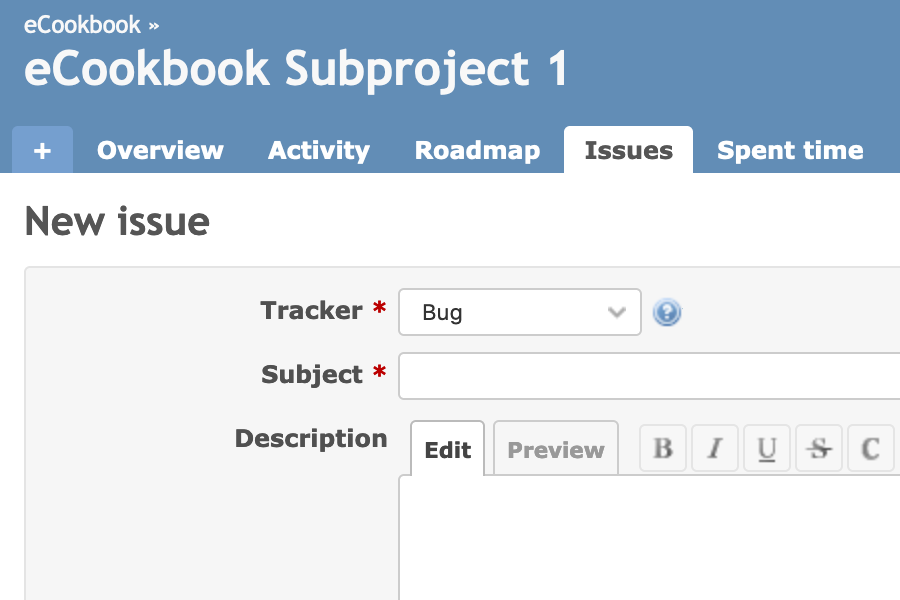 eCookbook »
eCookbook Subproject 1
+ Overview Activity Roadmap Issues Spent time
New issue
Tracker * Bug ?
Subject *
Description Edit Preview B I U S C